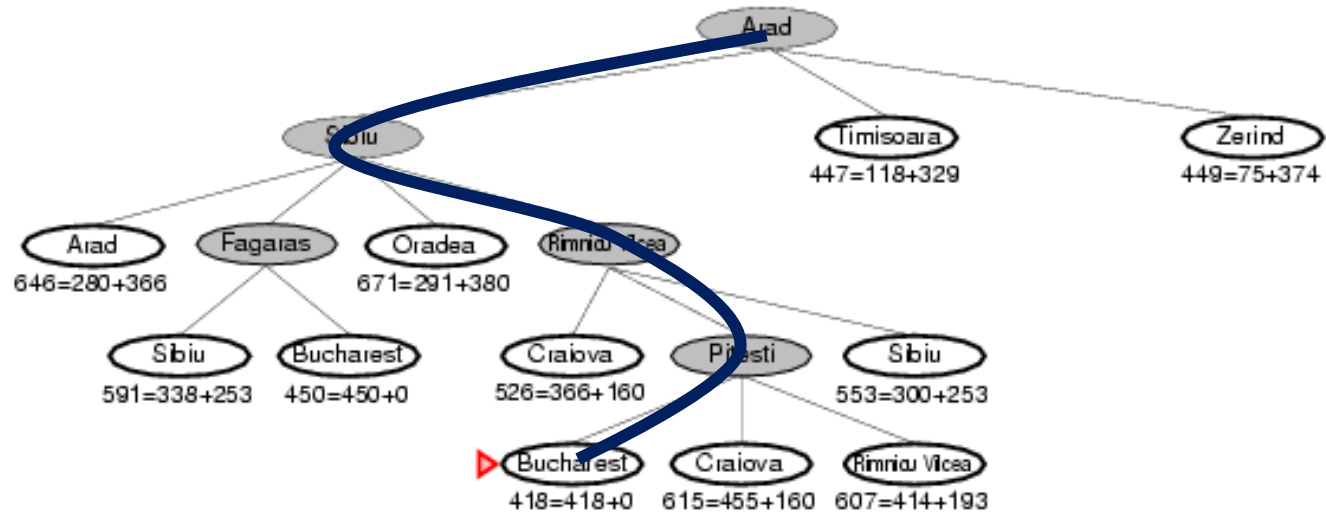 Arad
Sibiu Timisoara Zerind
447=118+329 449=75+374
Arad Fagaras Oradea Rimnicu Vilcea
646=280+366 671=291+380
Sibiu Bucharest Craiova Pitesti Sibiu
591=338+253 450=450+0 526=366+160 553=300+253
Bucharest Craiova Rimnicu Vilcea
418=418+0 615=455+160 607=414+193